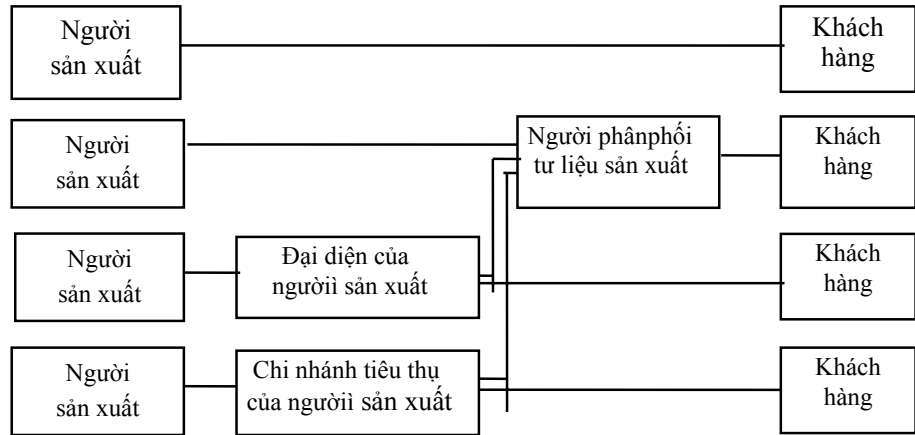 Người
sản xuất
Khách
hàng
Người
sản xuất
Người phânphối
tư liệu sản xuất
Khách
hàng
Người
sản xuất
Đại diện của
ngườiì sản xuất
Khách
hàng
Người
sản xuất
Chi nhánh tiêu thụ
của ngườiì sản xuất
Khách
hàng